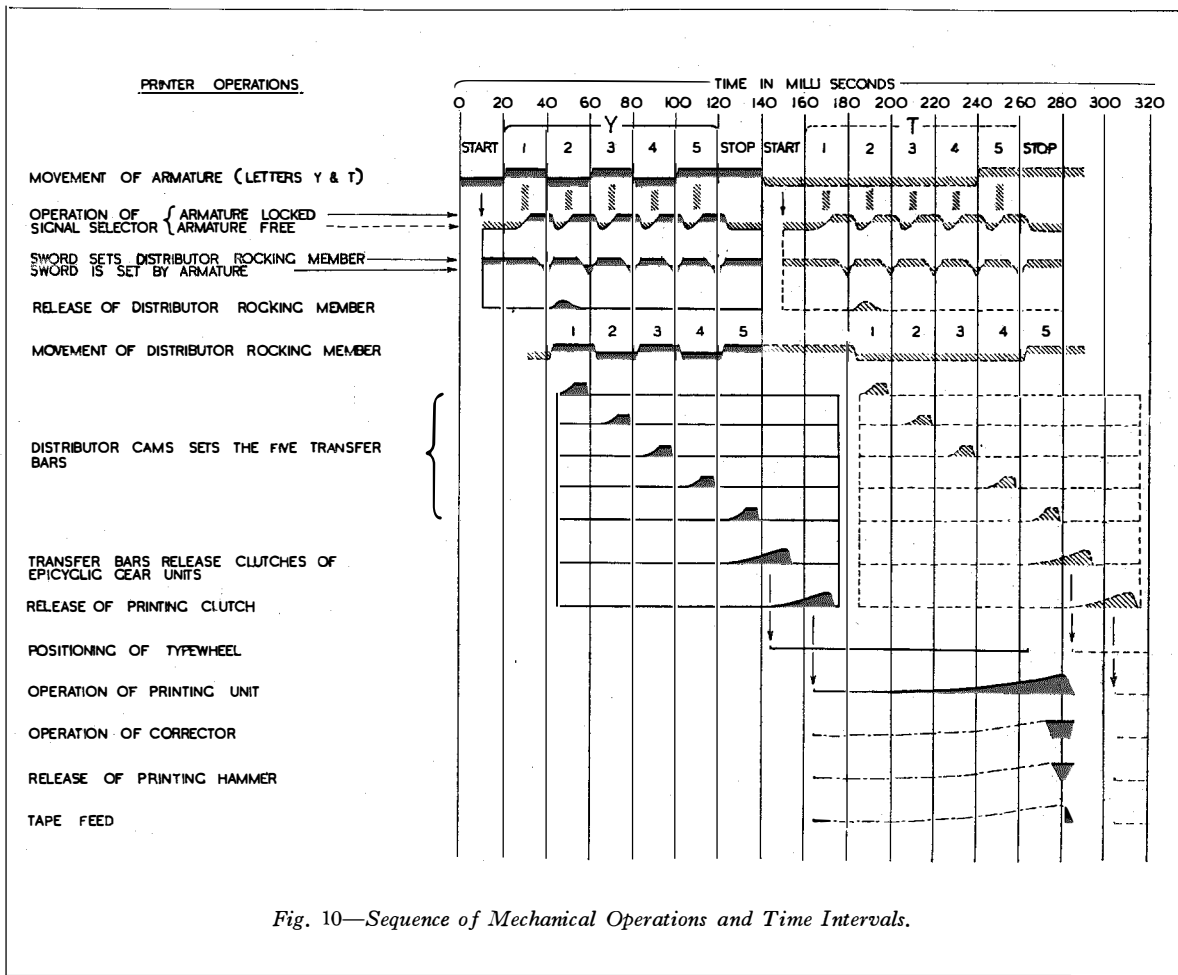 PRINTER OPERATIONS
TIME IN MILLI SECONDS
0 20 40 60 80 100 120 140 160 180 200 220 240 260 280 300 320
Y T
START 1 2 3 4 5 STOP START 1 2 3 4 5 STOP
MOVEMENT OF ARMATURE (LETTERS Y & T)
OPERATION OF { ARMATURE LOCKED
SIGNAL SELECTOR { ARMATURE FREE
SWORD SETS DISTRIBUTOR ROCKING MEMBER
SWORD IS SET BY ARMATURE
RELEASE OF DISTRIBUTOR ROCKING MEMBER
1 2 3 4 5 1 2 3 4 5
MOVEMENT OF DISTRIBUTOR ROCKING MEMBER
DISTRIBUTOR CAMS SETS THE FIVE TRANSFER
BARS
TRANSFER BARS RELEASE CLUTCHES OF
EPICYCLIC GEAR UNITS
RELEASE OF PRINTING CLUTCH
POSITIONING OF TYPEWHEEL
OPERATION OF PRINTING UNIT
OPERATION OF CORRECTOR
RELEASE OF PRINTING HAMMER
TAPE FEED
Fig. 10—Sequence of Mechanical Operations and Time Intervals.